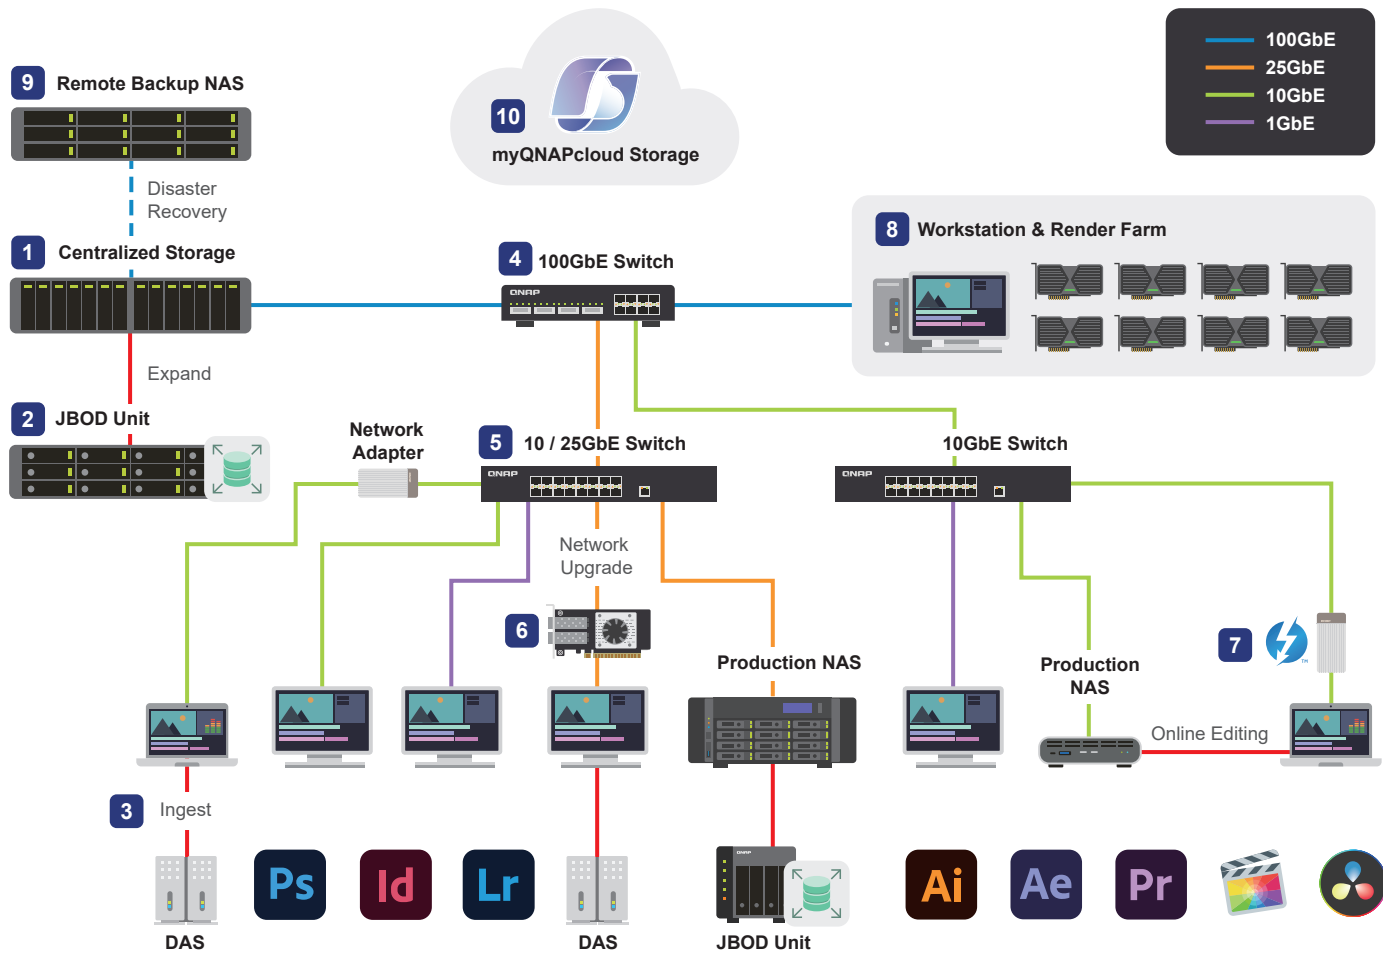 100GbE
25GbE
10GbE
1GbE
9
Remote Backup NAS
10
myQNAPcloud Storage
Disaster
Recovery
1
Centralized Storage
4
100GbE Switch
QNAP
8
Workstation & Render Farm
Expand
2
JBOD Unit
Network
Adapter
5
10 / 25GbE Switch
QNAP
10GbE Switch
QNAP
Network
Upgrade
6
7
TM
Production NAS
Production
NAS
Online Editing
3
Ingest
DAS
Ps
Id
Lr
DAS
QNAP
JBOD Unit
Ai
Ae
Pr